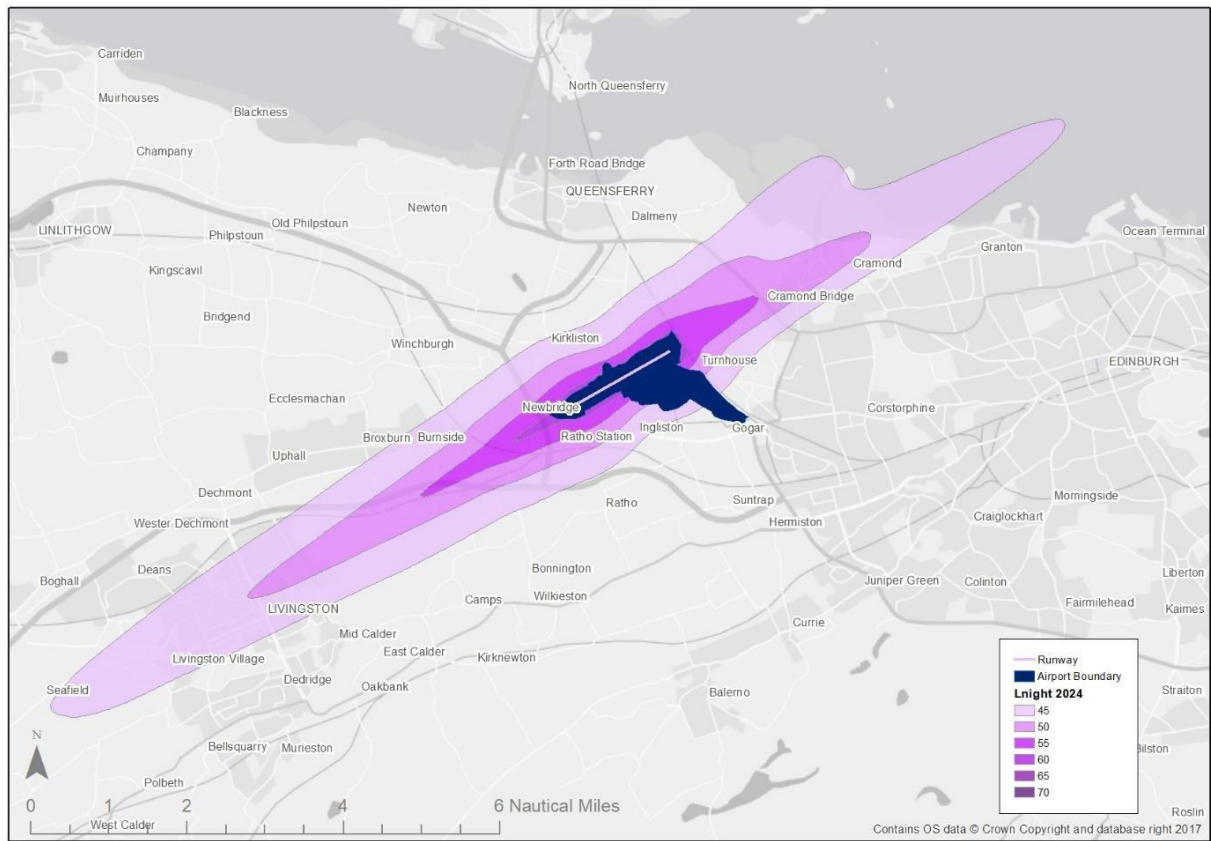 Carriden
North Queensferry
Muirhouses
Blackness
Champany
Forth Road Bridge
QUEENSFERRY
Newton
Dalmeny
Old Philpstoun
LINLITHGOW
Philpstoun
Ocean Terminal
Granton
Kingscavil
Cramond
Cramond Bridge
Bridgend
Winchburgh
Kirkliston
Turnhouse
EDINBURGH
Ecclesmachan
Newbridge
Corstorphine
Broxburn
Burnside
Ratho Station
Ingliston
Gogar
Uphall
Dechmont
Ratho
Suntrap
Morningside
Wester Dechmont
Hermiston
Craiglockhart
Deans
Bonnington
Liberton
Boghall
Juniper Green
Colinton
Camps
Wilkieston
LIVINGSTON
Fairmilehead
Kaimes
Currie
Mid Calder
East Calder
Kirknewton
Livingston Village
Dedridge
Oakbank
Seafield
Balerno
Straiton
Bellsquarry
Murieston
Bilston
Polbeth
West Calder
Roslin
Runway
Airport Boundary
Lnight 2024
45
50
55
60
65
70
N
0 1 2 4 6 Nautical Miles
Contains OS data © Crown Copyright and database right 2017